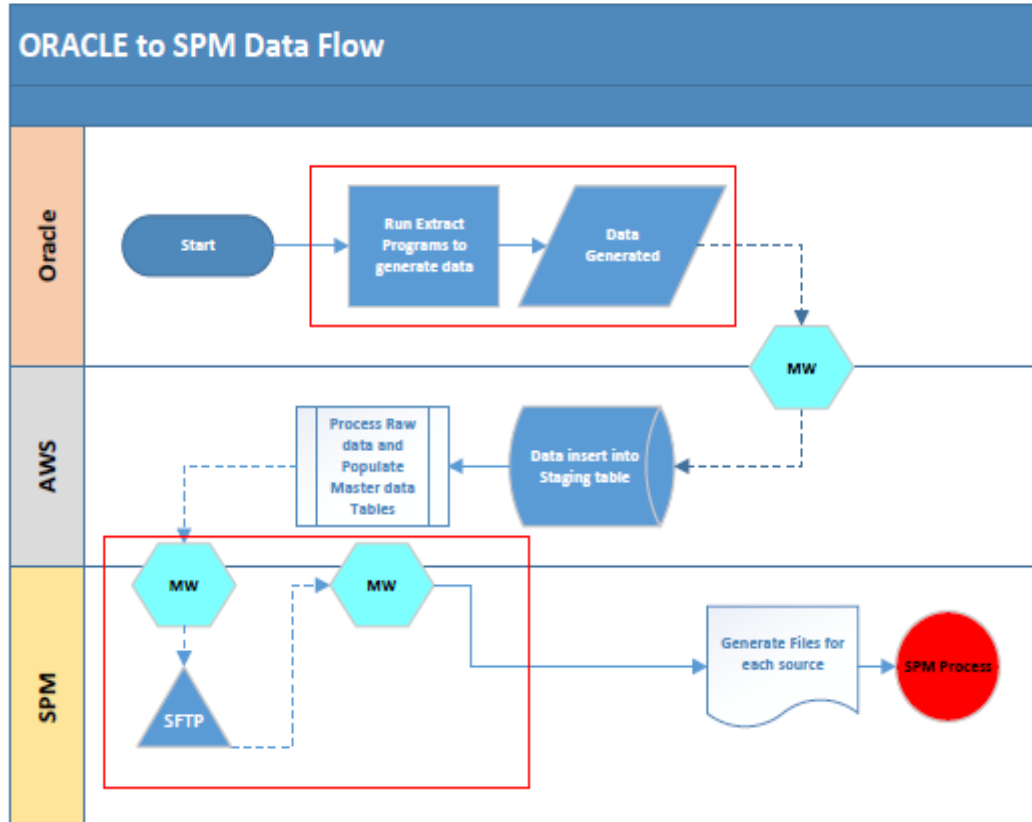 ORACLE to SPM Data Flow
Oracle
Start
Run Extract
Programs to
generate data
Data
Generated
MW
AWS
Process Raw
data and
Populate
Master data
Tables
Data insert into
Staging table
SPM
MW
MW
SFTP
Generate Files for
each source
SPM Process